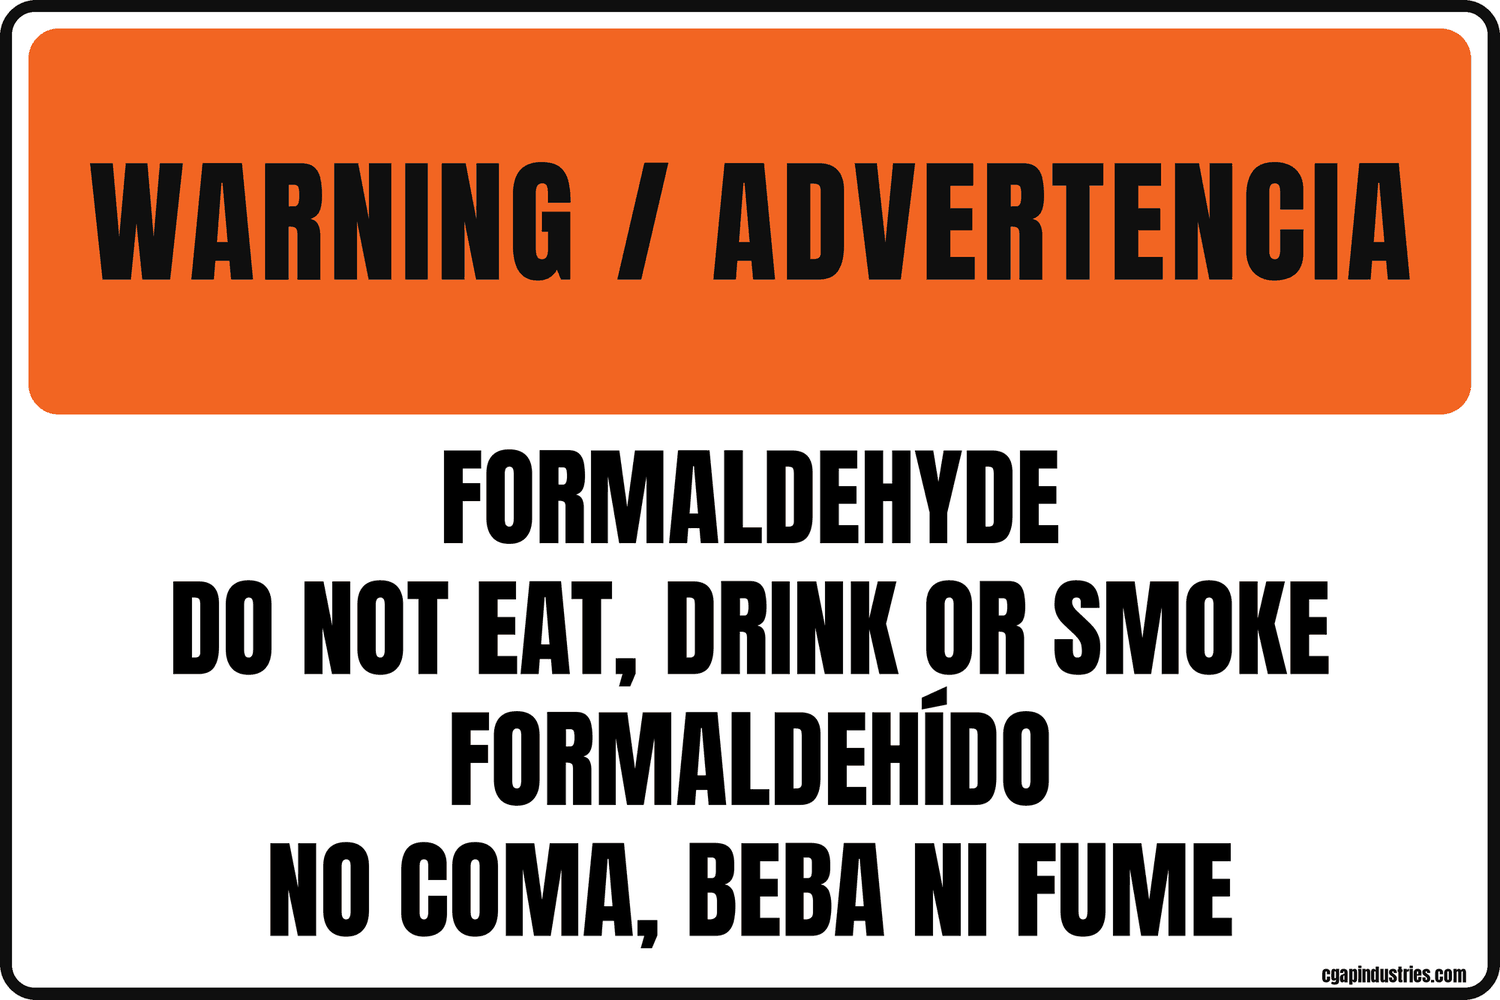 WARNING / ADVERTENCIA
FORMALDEHYDE
DO NOT EAT, DRINK OR SMOKE
FORMALDEHÍDO
NO COMA, BEBA NI FUME
cgapindustries.com